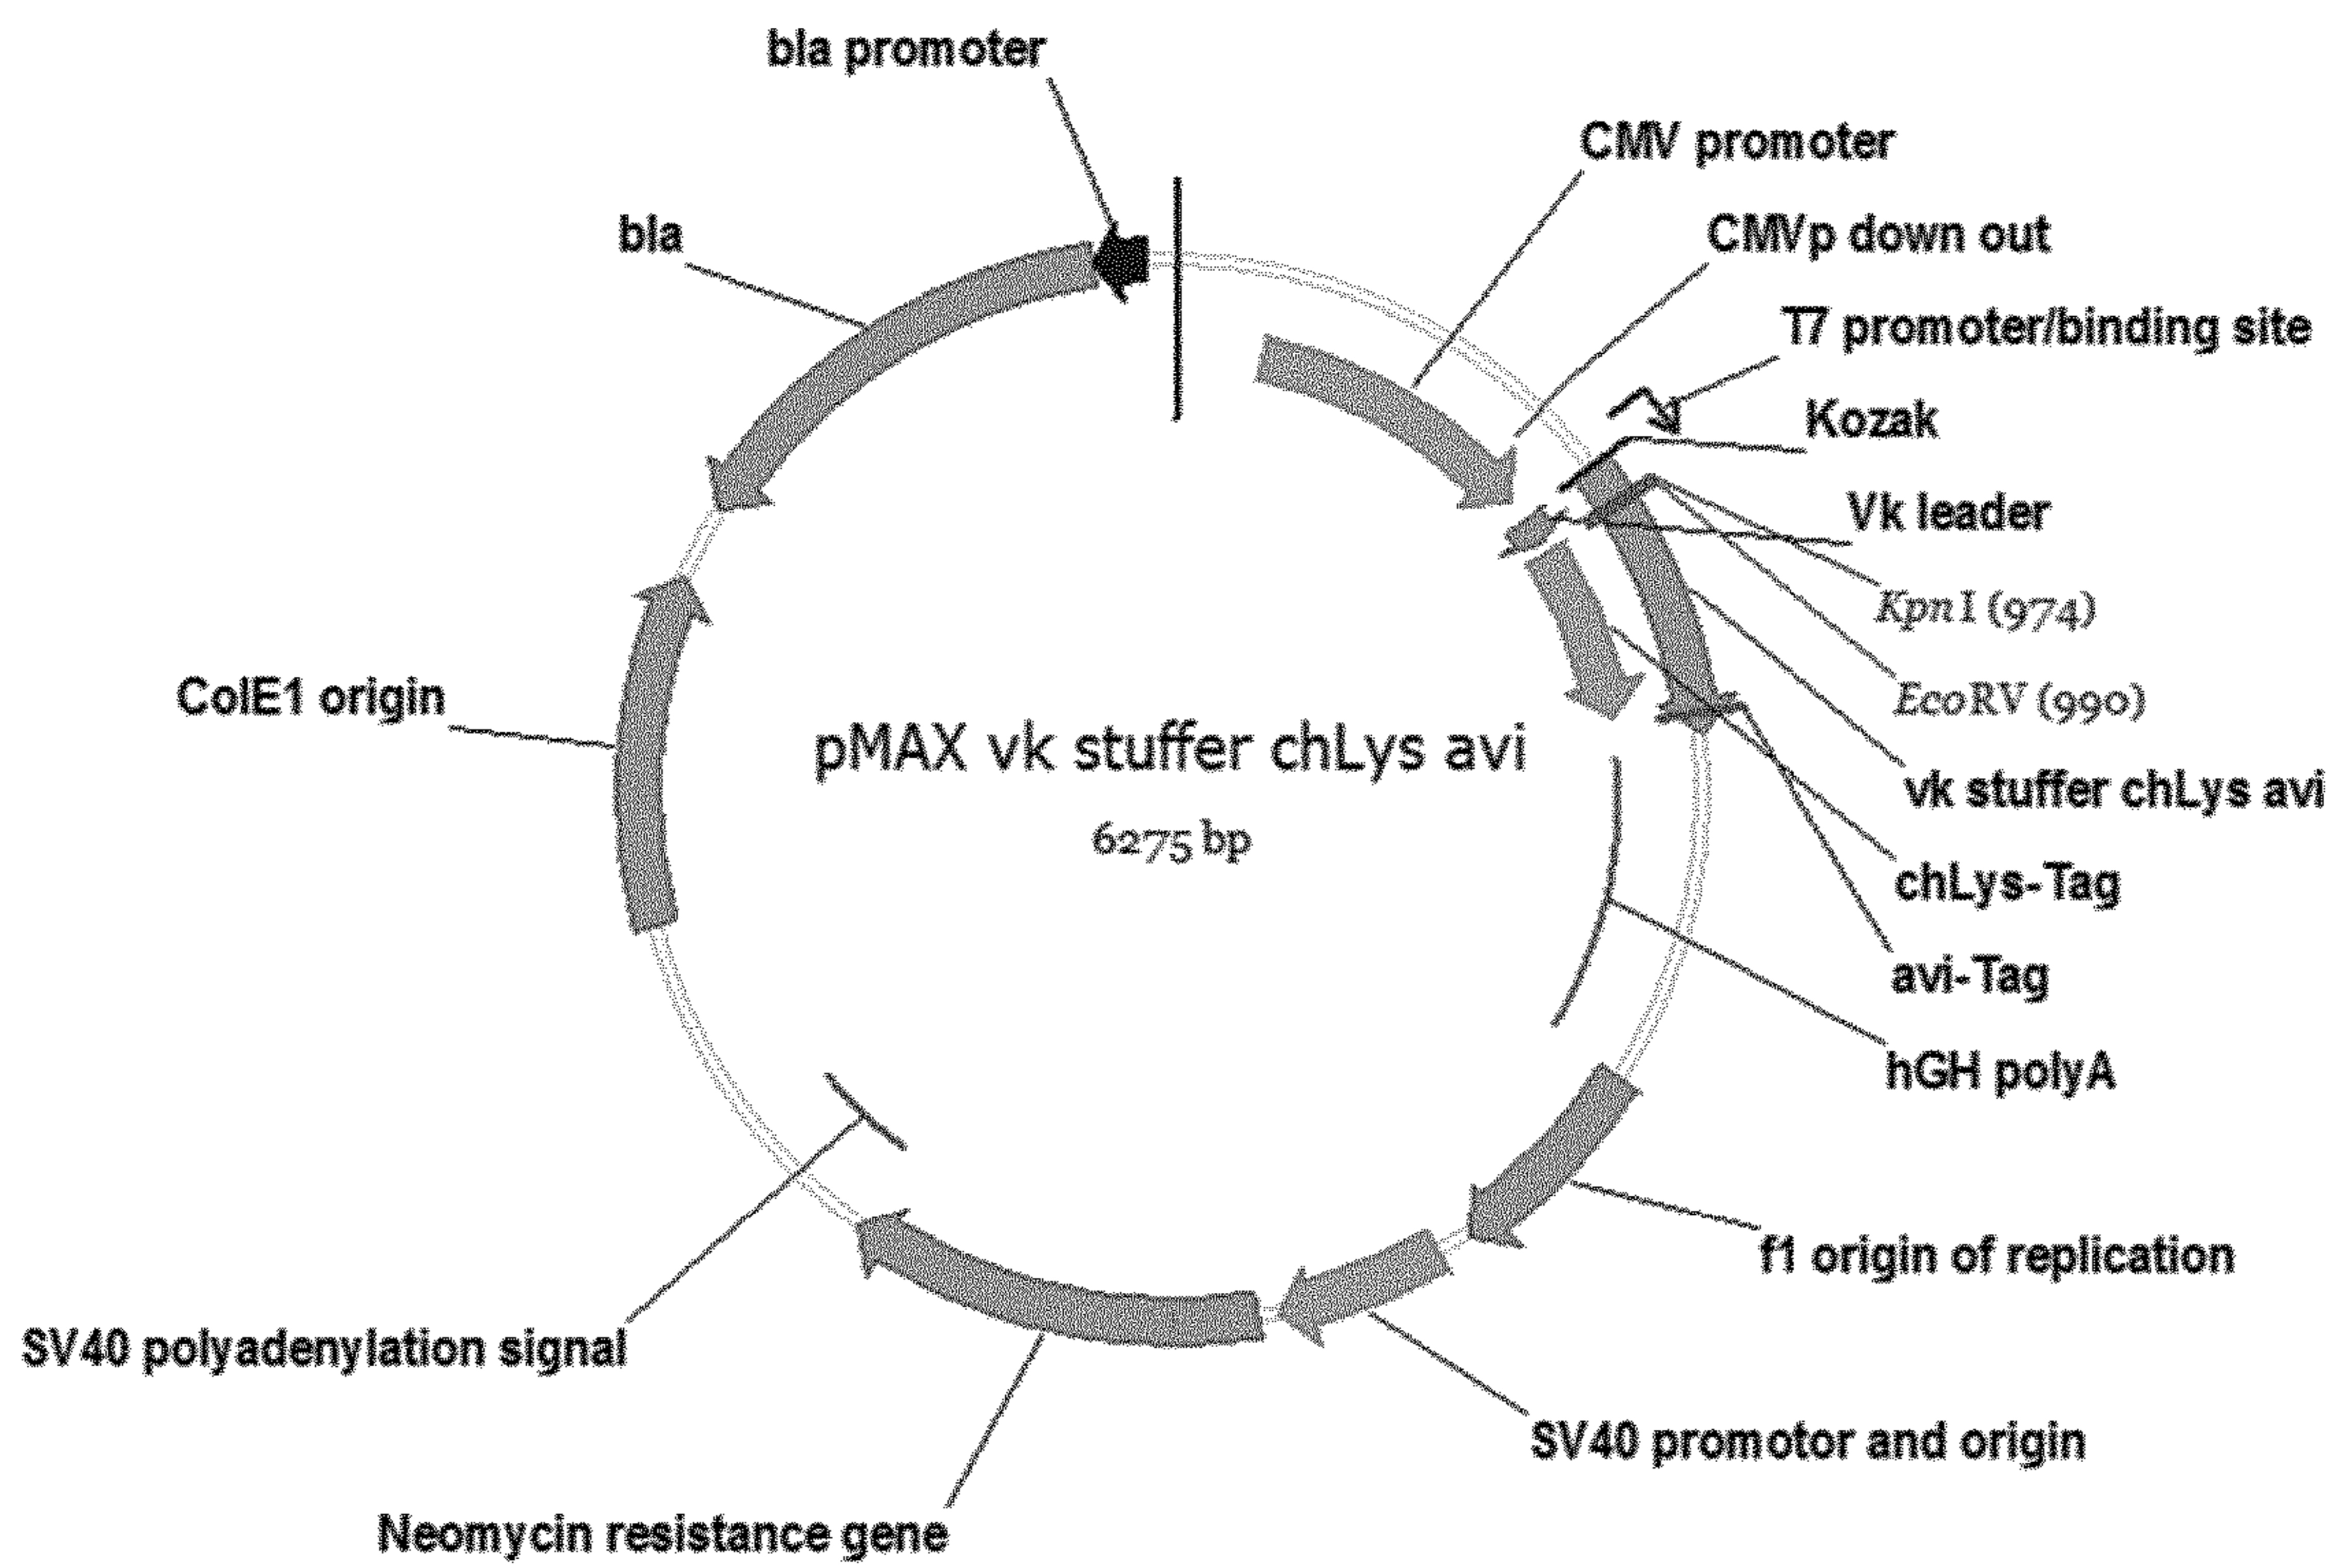 bla promoter
CMV promoter
bla
CMVp down out
T7 promoter/binding site
Kozak
Vk leader
KpnI (974)
ColE1 origin
EcoRV (990)
pMAX vk stuffer chLys avi
vk stuffer chLys avi
6275 bp
chLys-Tag
avi-Tag
hGH polyA
f1 origin of replication
SV40 polyadenylation signal
SV40 promotor and origin
Neomycin resistance gene